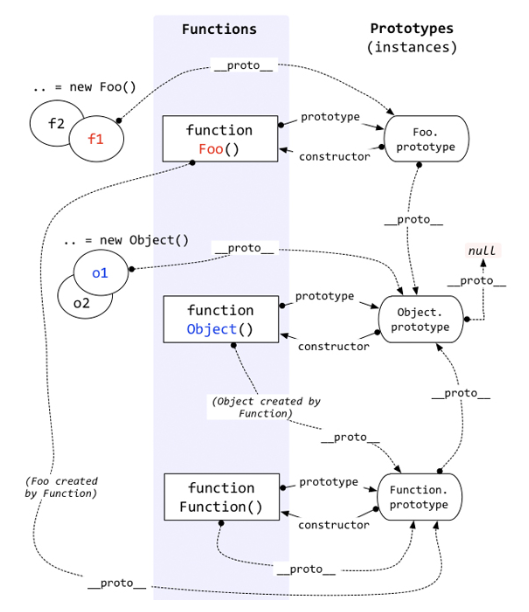 Functions
Prototypes
(instances)
__proto__
.. = new Foo()
f2
f1
function
Foo()
prototype
constructor
Foo.
prototype
__proto__
.. = new Object()
__proto__
null
__proto__
o1
o2
function
Object()
prototype
constructor
Object.
prototype
(Object created by
Function)
__proto__
__proto__
(Foo created
by Function)
function
Function()
prototype
constructor
Function.
prototype
__proto__
__proto__